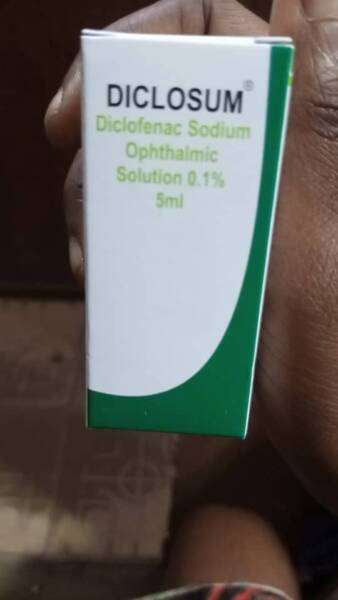 DICLOSUM®
Diclofenac Sodium
Ophthalmic
Solution 0.1%
5ml